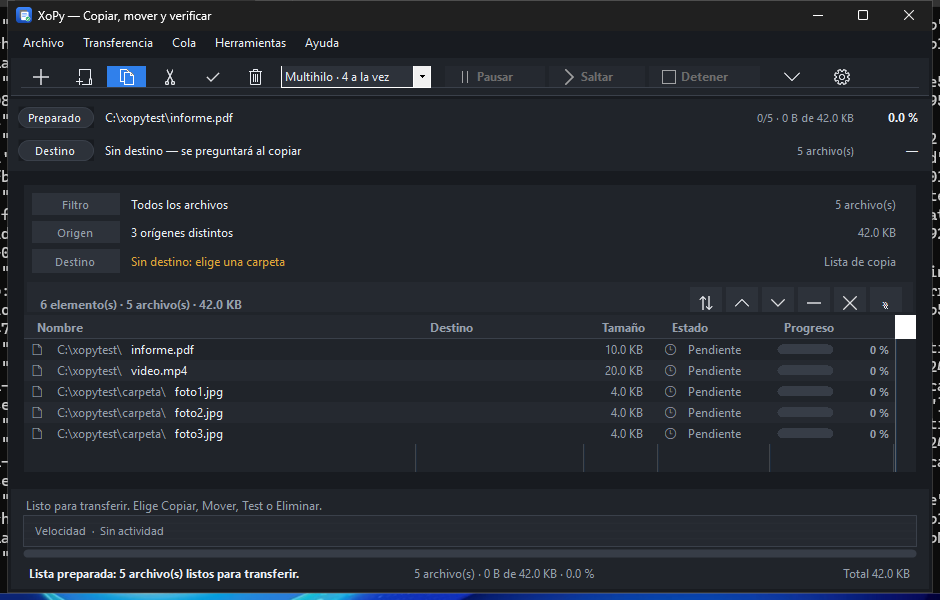 XoPy — Copiar, mover y verificar
Archivo Transferencia Cola Herramientas Ayuda
Multihilo · 4 a la vez Pausar Saltar Detener
Preparado C:\xopytest\informe.pdf 0/5 · 0 B de 42.0 KB 0.0 %
Destino Sin destino — se preguntará al copiar 5 archivo(s) —
Filtro Todos los archivos 5 archivo(s)
Origen 3 orígenes distintos 42.0 KB
Destino Sin destino: elige una carpeta Lista de copia
6 elemento(s) · 5 archivo(s) · 42.0 KB
Nombre Destino Tamaño Estado Progreso
C:\xopytest\ informe.pdf 10.0 KB Pendiente 0 %
C:\xopytest\ video.mp4 20.0 KB Pendiente 0 %
C:\xopytest\carpeta\ foto1.jpg 4.0 KB Pendiente 0 %
C:\xopytest\carpeta\ foto2.jpg 4.0 KB Pendiente 0 %
C:\xopytest\carpeta\ foto3.jpg 4.0 KB Pendiente 0 %
Listo para transferir. Elige Copiar, Mover, Test o Eliminar.
Velocidad · Sin actividad
Lista preparada: 5 archivo(s) listos para transferir. 5 archivo(s) · 0 B de 42.0 KB · 0.0 % Total 42.0 KB